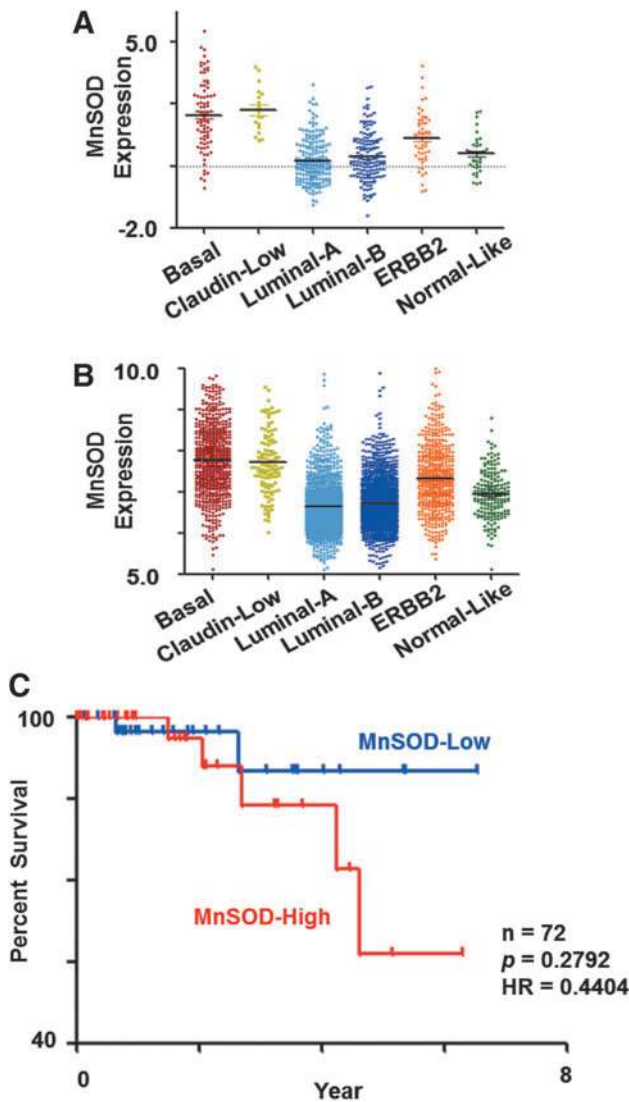 A
5.0
MnSOD
Expression
-2.0
Basal
Claudin-Low
Luminal-A
Luminal-B
ERBB2
Normal-Like
B
10.0
MnSOD
Expression
5.0
Basal
Claudin-Low
Luminal-A
Luminal-B
ERBB2
Normal-Like
C
100
MnSOD-Low
Percent Survival
MnSOD-High
n = 72
p = 0.2792
HR = 0.4404
40
0
8
Year